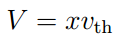 V = xv_th